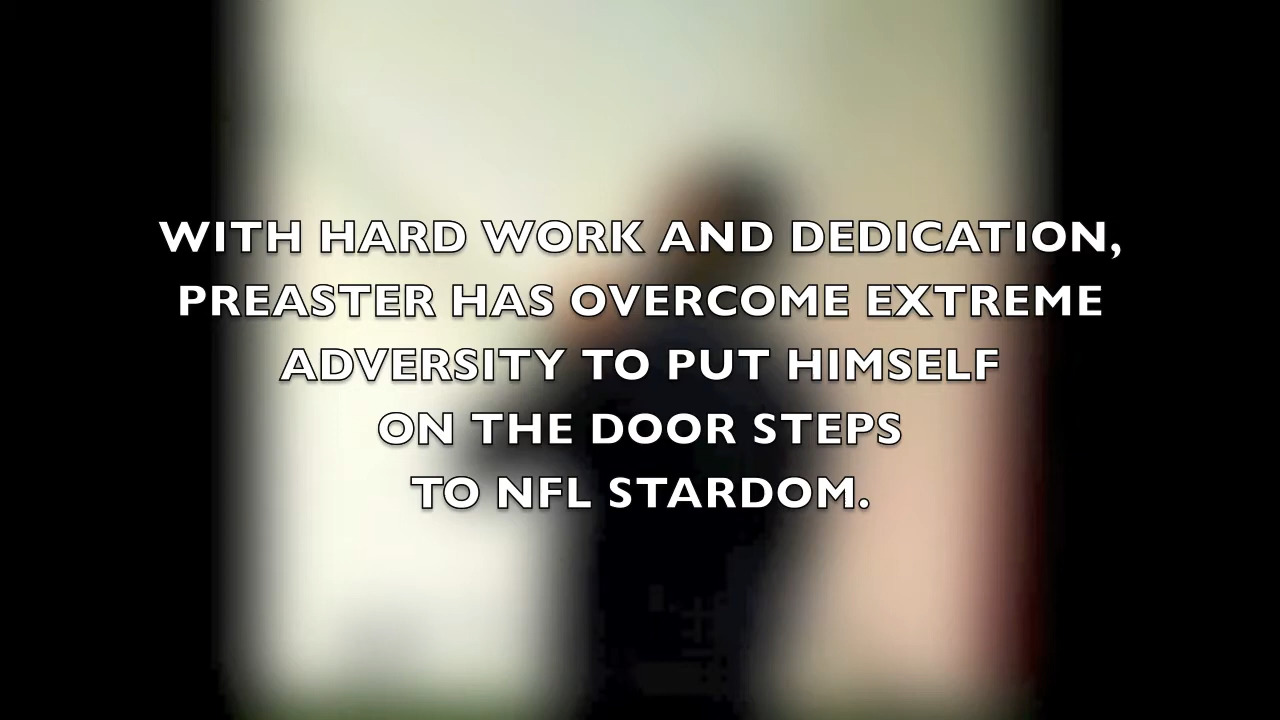 WITH HARD WORK AND DEDICATION,
PREASTER HAS OVERCOME EXTREME
ADVERSITY TO PUT HIMSELF
ON THE DOOR STEPS
TO NFL STARDOM.